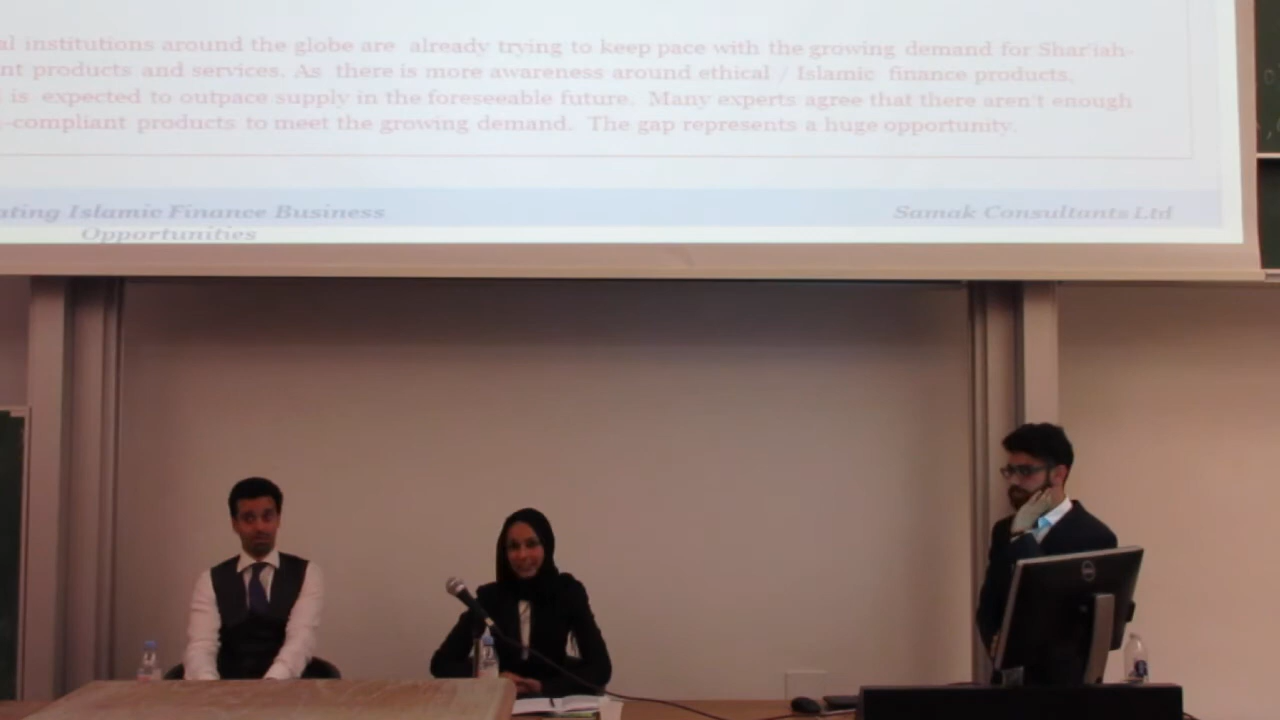 al institutions around the globe are already trying to keep pace with the growing demand for Shar'iah-
nt products and services. As there is more awareness around ethical / Islamic finance products,
is expected to outpace supply in the foreseeable future. Many experts agree that there aren't enough
-compliant products to meet the growing demand. The gap represents a huge opportunity.
ating Islamic Finance Business
Opportunities
Samak Consultants Ltd
DELL